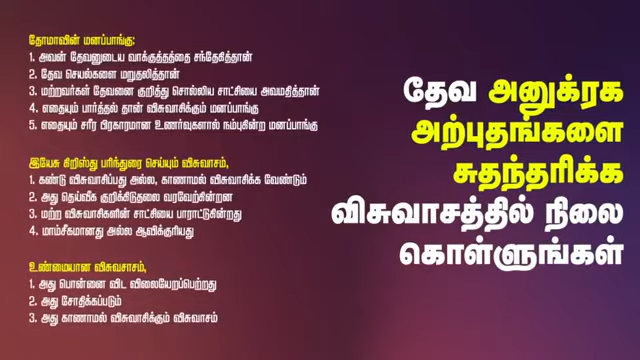 தோமாவின் மனப்பாங்கு;
1. அவன் தேவனுடைய வாக்குத்தத்தை சந்தேகித்தான்
2. தேவ செயல்களை மறுதலித்தான்
3. மற்றவர்கள் தேவனை குறித்து சொல்லிய சாட்சியை அவமதித்தான்
4. எதையும் பார்த்தல் தான் விசுவாசிக்கும் மனப்பாங்கு
5. எதையும் சரீர பிரகாரமான உணர்வுகளால் நம்புகின்ற மனப்பாங்கு
இயேசு கிறிஸ்து பரிந்துரை செய்யும் விசுவாசம்,
1. கண்டு விசுவாசிப்பது அல்ல, காணாமல் விசுவாசிக்க வேண்டும்
2. அது தெய்வீக குறிக்கிடுதலை வரவேற்கின்றன
3. மற்ற விசுவாசிகளின் சாட்சியை பாராட்டுகின்றது
4. மாம்சீகமானது அல்ல ஆவிக்குரியது
உண்மையான விசுவசாசம்,
1. அது பொன்னை விட விலையேறப்பெற்றது
2. அது சோதிக்கப்படும்
3. அது காணாமல் விசுவாசிக்கும் விசுவாசம்
தேவ அனுக்ரக
அற்புதங்களை
சுதந்தரிக்க
விசுவாசத்தில் நிலை
கொள்ளுங்கள்